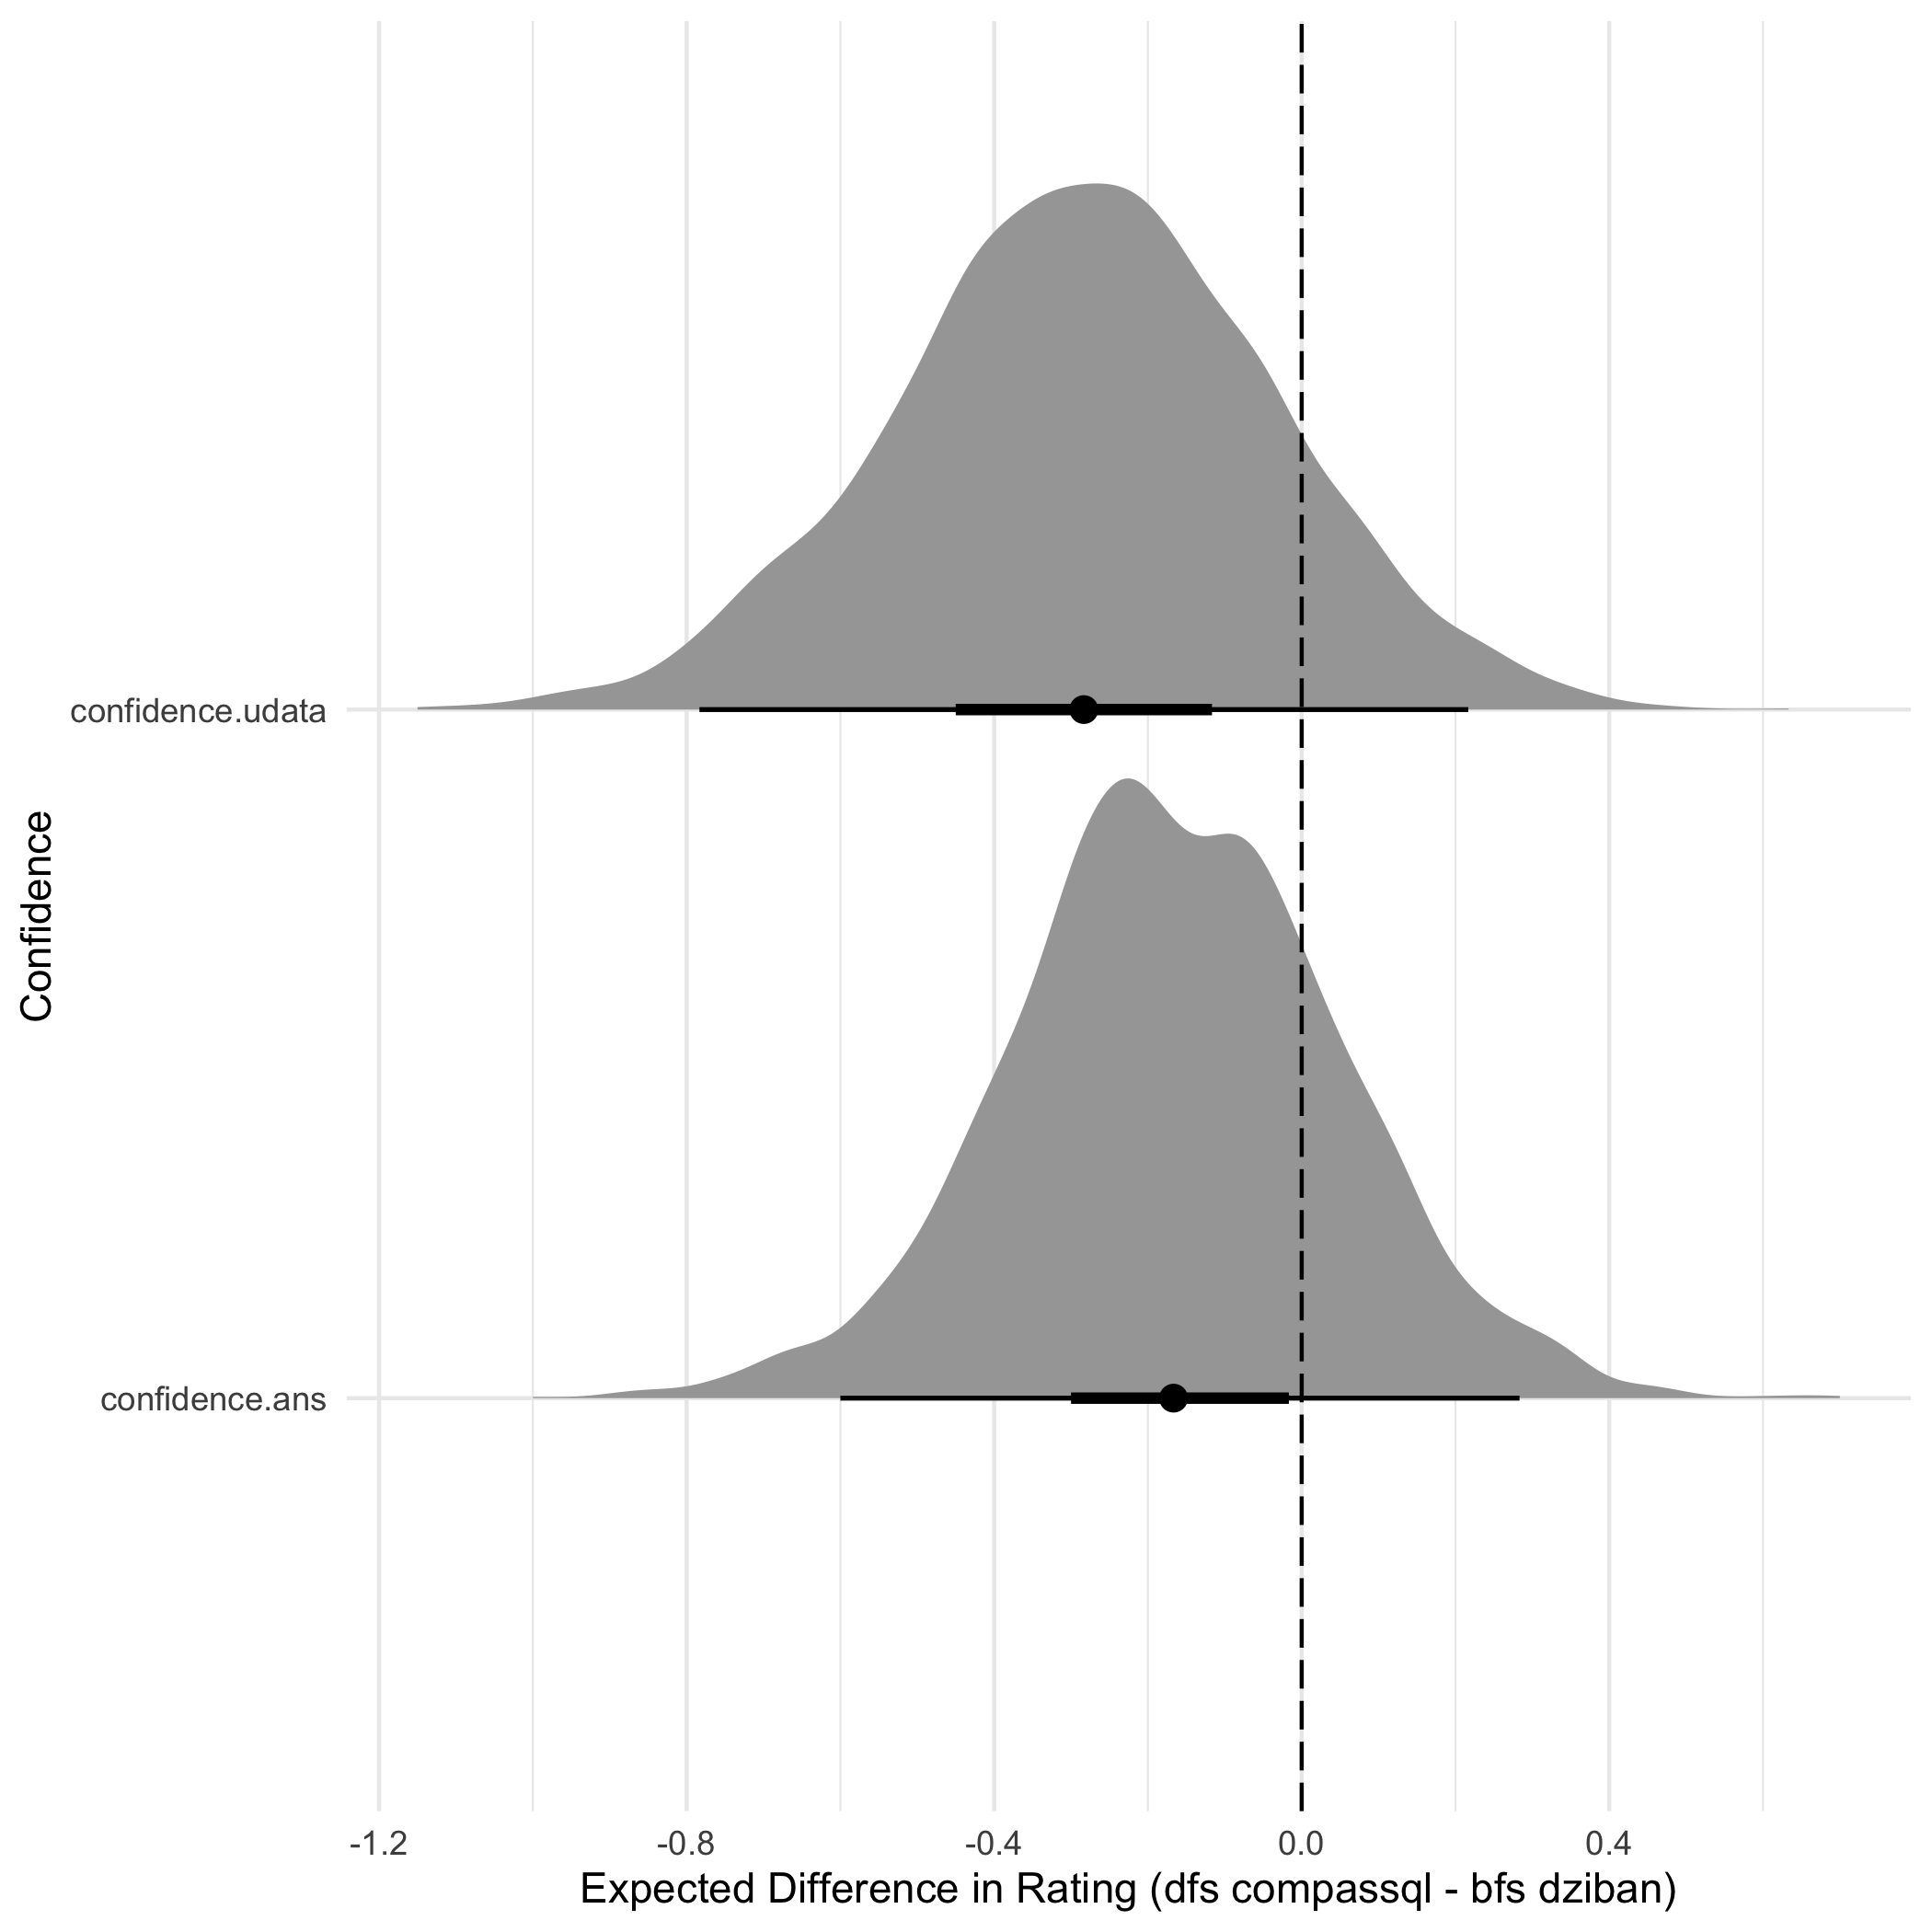 confidence.udata
Confidence
confidence.ans
-1.2 -0.8 -0.4 0.0 0.4
Expected Difference in Rating (dfs compassql - bfs dziban)